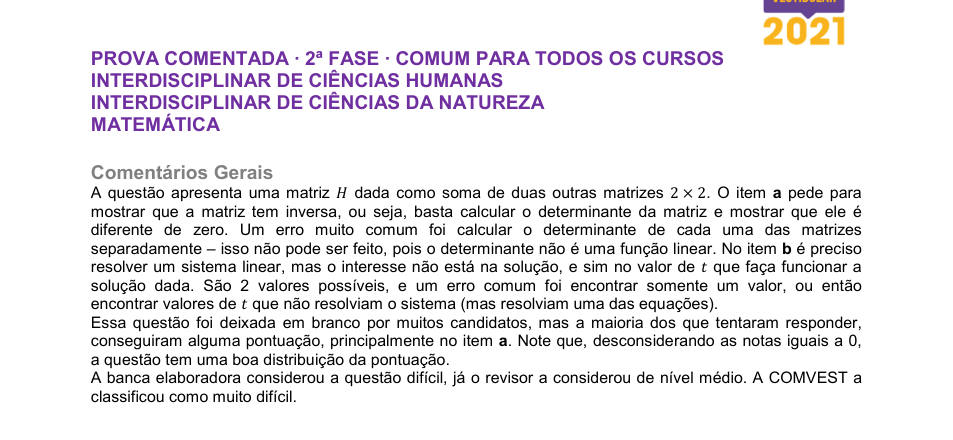 VESTIBULAR
2021
PROVA COMENTADA · 2ª FASE · COMUM PARA TODOS OS CURSOS
INTERDISCIPLINAR DE CIÊNCIAS HUMANAS
INTERDISCIPLINAR DE CIÊNCIAS DA NATUREZA
MATEMÁTICA
Comentários Gerais
A questão apresenta uma matriz H dada como soma de duas outras matrizes 2 × 2. O item a pede para
mostrar que a matriz tem inversa, ou seja, basta calcular o determinante da matriz e mostrar que ele é
diferente de zero. Um erro muito comum foi calcular o determinante de cada uma das matrizes
separadamente – isso não pode ser feito, pois o determinante não é uma função linear. No item b é preciso
resolver um sistema linear, mas o interesse não está na solução, e sim no valor de t que faça funcionar a
solução dada. São 2 valores possíveis, e um erro comum foi encontrar somente um valor, ou então
encontrar valores de t que não resolviam o sistema (mas resolviam uma das equações).
Essa questão foi deixada em branco por muitos candidatos, mas a maioria dos que tentaram responder,
conseguiram alguma pontuação, principalmente no item a. Note que, desconsiderando as notas iguais a 0,
a questão tem uma boa distribuição da pontuação.
A banca elaboradora considerou a questão difícil, já o revisor a considerou de nível médio. A COMVEST a
classificou como muito difícil.